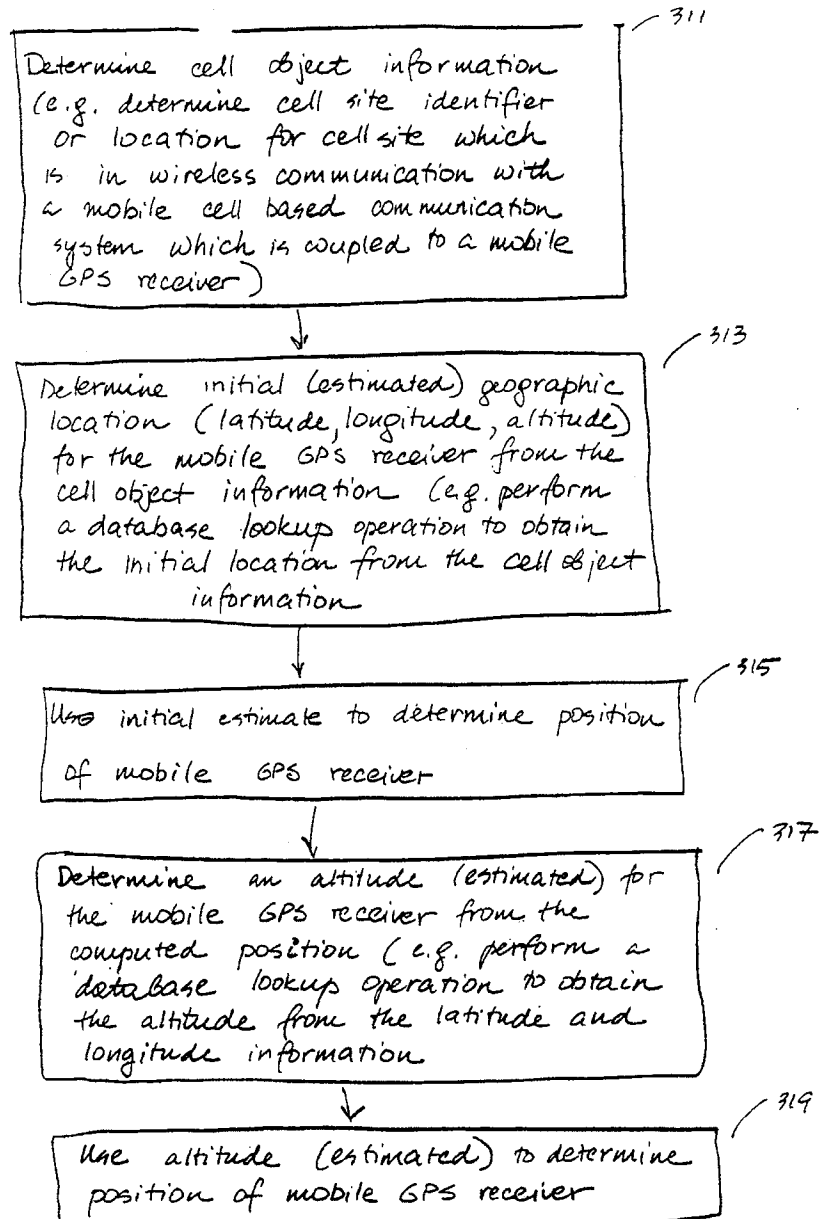 311
Determine cell object information
(e.g. determine cell site identifier
or location for cell site which
is in wireless communication with
a mobile cell based communication
system which is coupled to a mobile
GPS receiver)
313
Determine initial (estimated) geographic
location (latitude, longitude, altitude)
for the mobile GPS receiver from the
cell object information (e.g. perform
a database lookup operation to obtain
the initial location from the cell object
information
315
Use initial estimate to determine position
of mobile GPS receiver
317
Determine an altitude (estimated) for
the mobile GPS receiver from the
computed position (e.g. perform a
database lookup operation to obtain
the altitude from the latitude and
longitude information
319
Use altitude (estimated) to determine
position of mobile GPS receiver